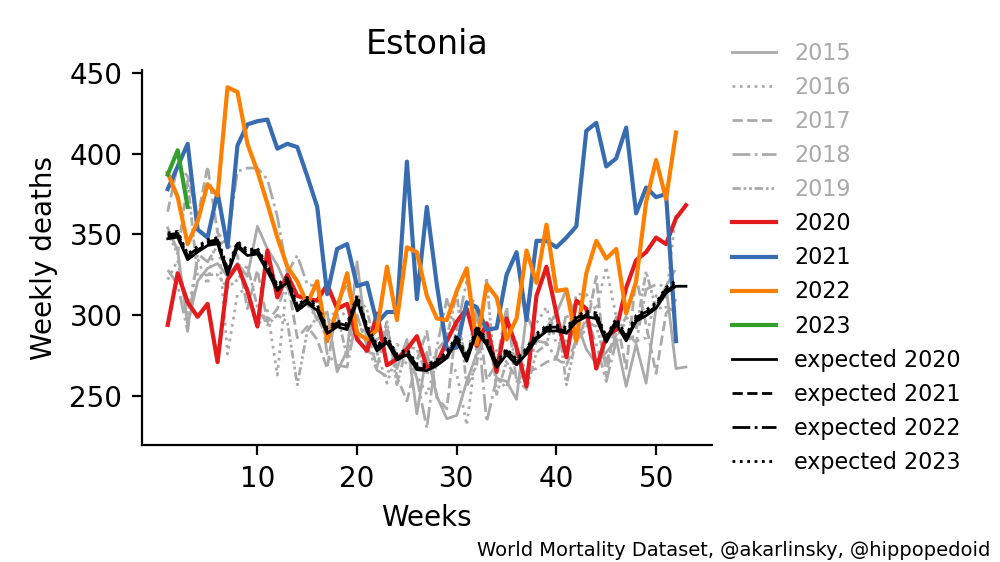 Estonia
Weekly deaths
450
400
350
300
250
10 20 30 40 50
Weeks
2015
2016
2017
2018
2019
2020
2021
2022
2023
expected 2020
expected 2021
expected 2022
expected 2023
World Mortality Dataset, @akarlinsky, @hippopedoid